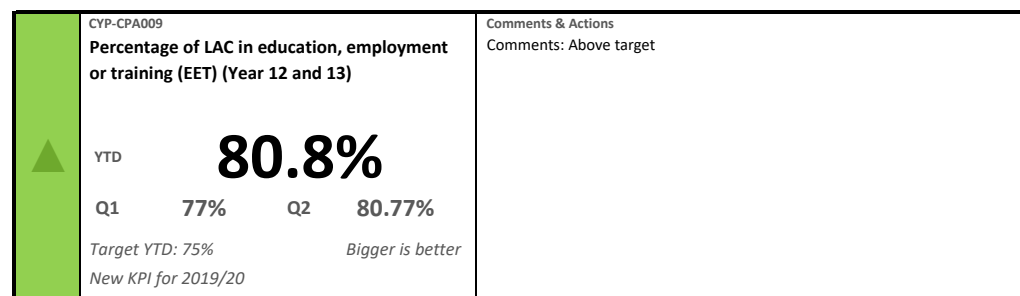 CYP-CPA009
Percentage of LAC in education, employment
or training (EET) (Year 12 and 13)
YTD 80.8%
Q1 77% Q2 80.77%
Target YTD: 75% Bigger is better
New KPI for 2019/20
Comments & Actions
Comments: Above target